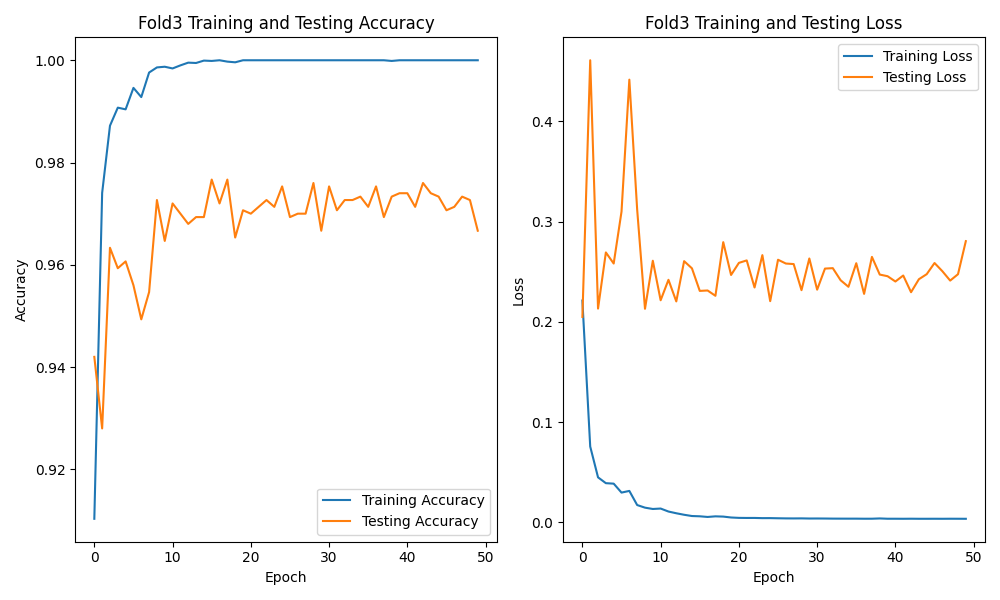 Fold3 Training and Testing Accuracy
1.00
0.98
0.96
0.94
0.92
Accuracy
Training Accuracy
Testing Accuracy
0 10 20 30 40 50
Epoch
Fold3 Training and Testing Loss
Training Loss
Testing Loss
0.4
0.3
0.2
0.1
0.0
Loss
0 10 20 30 40 50
Epoch